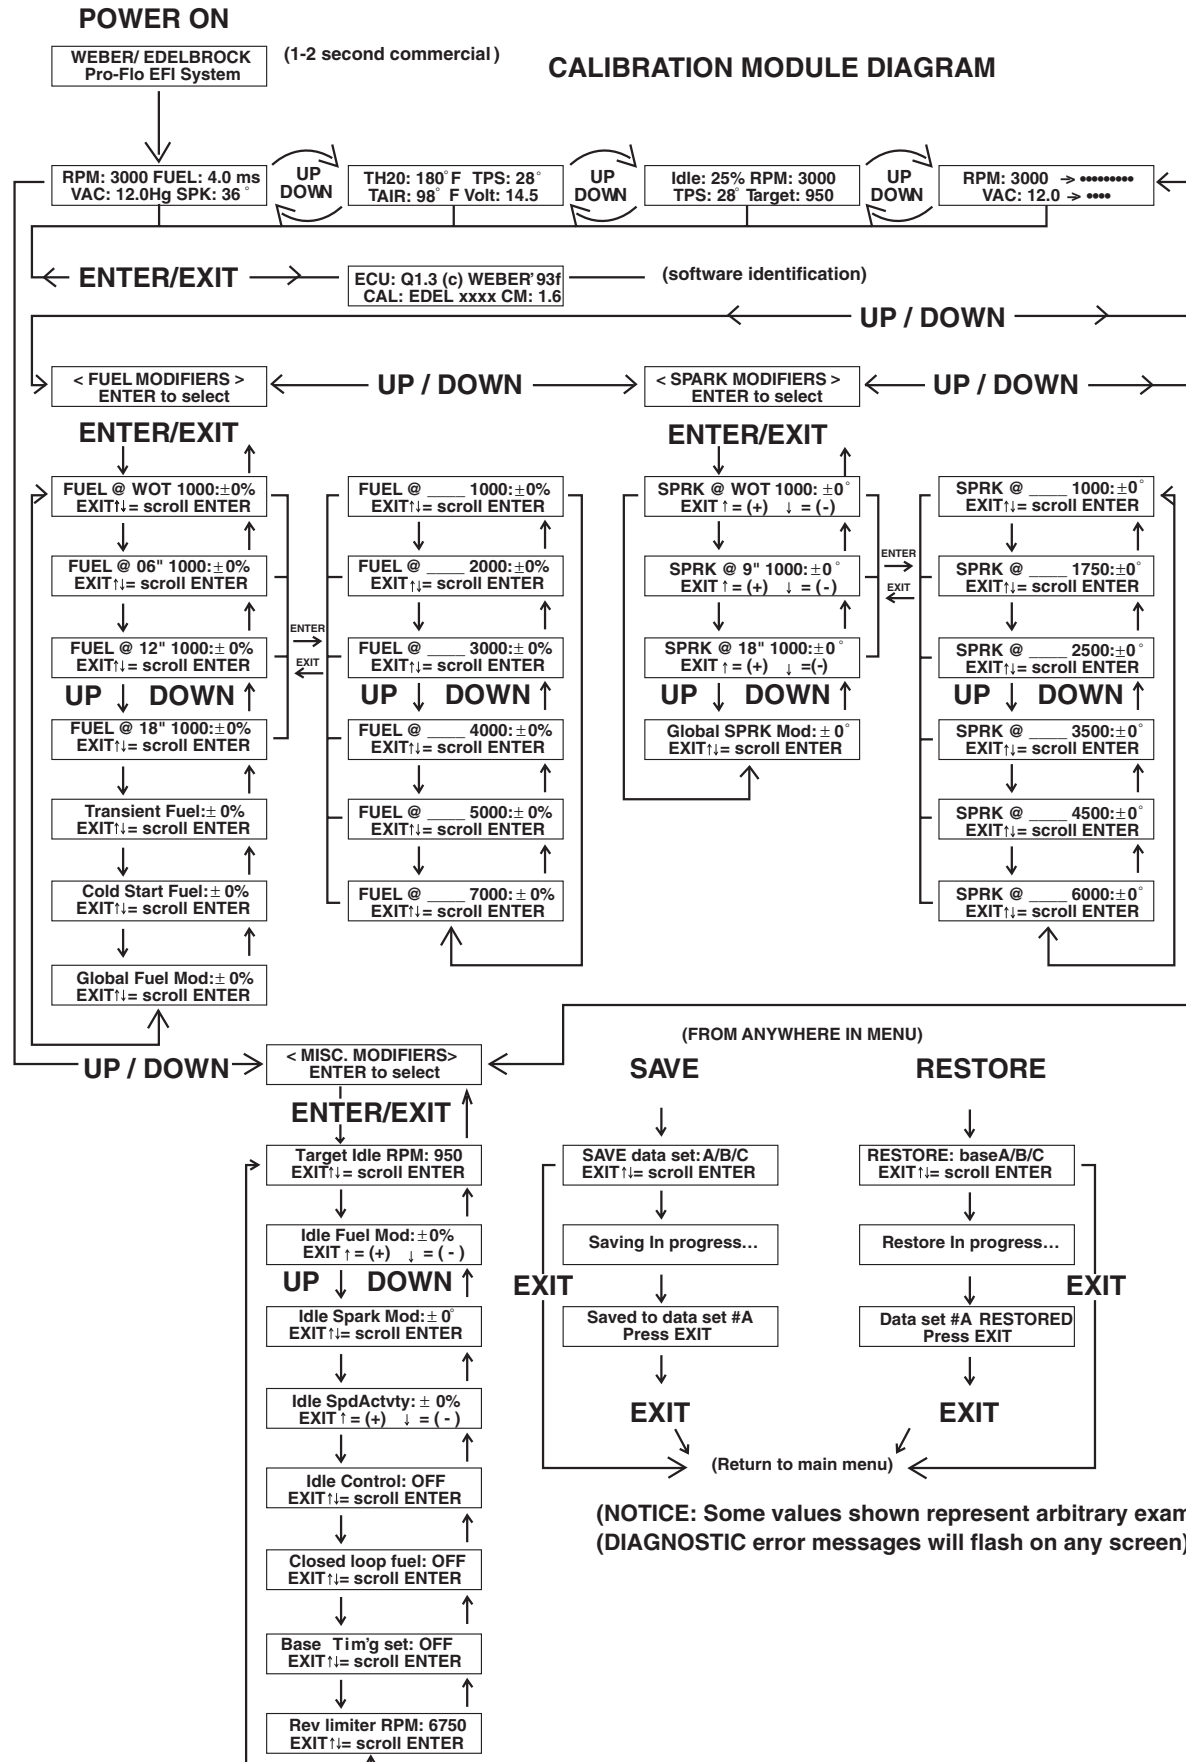 POWER ON
WEBER/ EDELBROCK
Pro-Flo EFI System
(1-2 second commercial)
CALIBRATION MODULE DIAGRAM
RPM: 3000 FUEL: 4.0 ms
VAC: 12.0Hg SPK: 36°
UP
DOWN
TH20: 180°F TPS: 28°
TAIR: 98° F Volt: 14.5
UP
DOWN
Idle: 25% RPM: 3000
TPS: 28° Target: 950
UP
DOWN
RPM: 3000 → •••••••••
VAC: 12.0 → ••••
ENTER/EXIT
ECU: Q1.3 (c) WEBER'93f
CAL: EDEL xxxx CM: 1.6
(software identification)
UP / DOWN
< FUEL MODIFIERS >
ENTER to select
UP / DOWN
< SPARK MODIFIERS >
ENTER to select
UP / DOWN
ENTER/EXIT
FUEL @ WOT 1000:±0%
EXIT↑↓= scroll ENTER
FUEL @ 06" 1000:±0%
EXIT↑↓= scroll ENTER
FUEL @ 12" 1000:± 0%
EXIT↑↓= scroll ENTER
UP DOWN
FUEL @ 18" 1000:±0%
EXIT↑↓= scroll ENTER
Transient Fuel:± 0%
EXIT↑↓= scroll ENTER
Cold Start Fuel:± 0%
EXIT↑↓= scroll ENTER
Global Fuel Mod:± 0%
EXIT↑↓= scroll ENTER
ENTER
EXIT
FUEL @ ____ 1000:±0%
EXIT↑↓= scroll ENTER
FUEL @ ____ 2000:±0%
EXIT↑↓= scroll ENTER
FUEL @ ____ 3000:±0%
EXIT↑↓= scroll ENTER
UP DOWN
FUEL @ ____ 4000:±0%
EXIT↑↓= scroll ENTER
FUEL @ ____ 5000:± 0%
EXIT↑↓= scroll ENTER
FUEL @ ____ 7000:± 0%
EXIT↑↓= scroll ENTER
ENTER/EXIT
SPRK @ WOT 1000: ±0°
EXIT ↑ = (+) ↓ = (-)
SPRK @ 9" 1000:±0°
EXIT ↑ = (+) ↓ = (-)
SPRK @ 18" 1000:±0°
EXIT ↑ = (+) ↓ =(-)
UP DOWN
Global SPRK Mod:± 0°
EXIT↑↓= scroll ENTER
ENTER
EXIT
SPRK @ ____ 1000:±0°
EXIT↑↓= scroll ENTER
SPRK @ ____ 1750:±0°
EXIT↑↓= scroll ENTER
SPRK @ ____ 2500:±0°
EXIT↑↓= scroll ENTER
UP DOWN
SPRK @ ____ 3500:±0°
EXIT↑↓= scroll ENTER
SPRK @ ____ 4500:±0°
EXIT↑↓= scroll ENTER
SPRK @ ____ 6000:±0°
EXIT↑↓= scroll ENTER
UP / DOWN
< MISC. MODIFIERS>
ENTER to select
ENTER/EXIT
Target Idle RPM: 950
EXIT↑↓= scroll ENTER
Idle Fuel Mod:±0%
EXIT ↑ = (+) ↓ = ( - )
UP DOWN
Idle Spark Mod:± 0°
EXIT↑↓= scroll ENTER
Idle SpdActvty: ± 0%
EXIT ↑ = (+) ↓ = ( - )
Idle Control: OFF
EXIT↑↓= scroll ENTER
Closed loop fuel: OFF
EXIT↑↓= scroll ENTER
Base Tim'g set: OFF
EXIT↑↓= scroll ENTER
Rev limiter RPM: 6750
EXIT↑↓= scroll ENTER
(FROM ANYWHERE IN MENU)
SAVE
SAVE data set:A/B/C
EXIT↑↓= scroll ENTER
Saving In progress...
EXIT
Saved to data set #A
Press EXIT
EXIT
RESTORE
RESTORE: baseA/B/C
EXIT↑↓= scroll ENTER
Restore In progress...
EXIT
Data set #A RESTORED
Press EXIT
EXIT
(Return to main menu)
(NOTICE: Some values shown represent arbitrary exam
(DIAGNOSTIC error messages will flash on any screen)